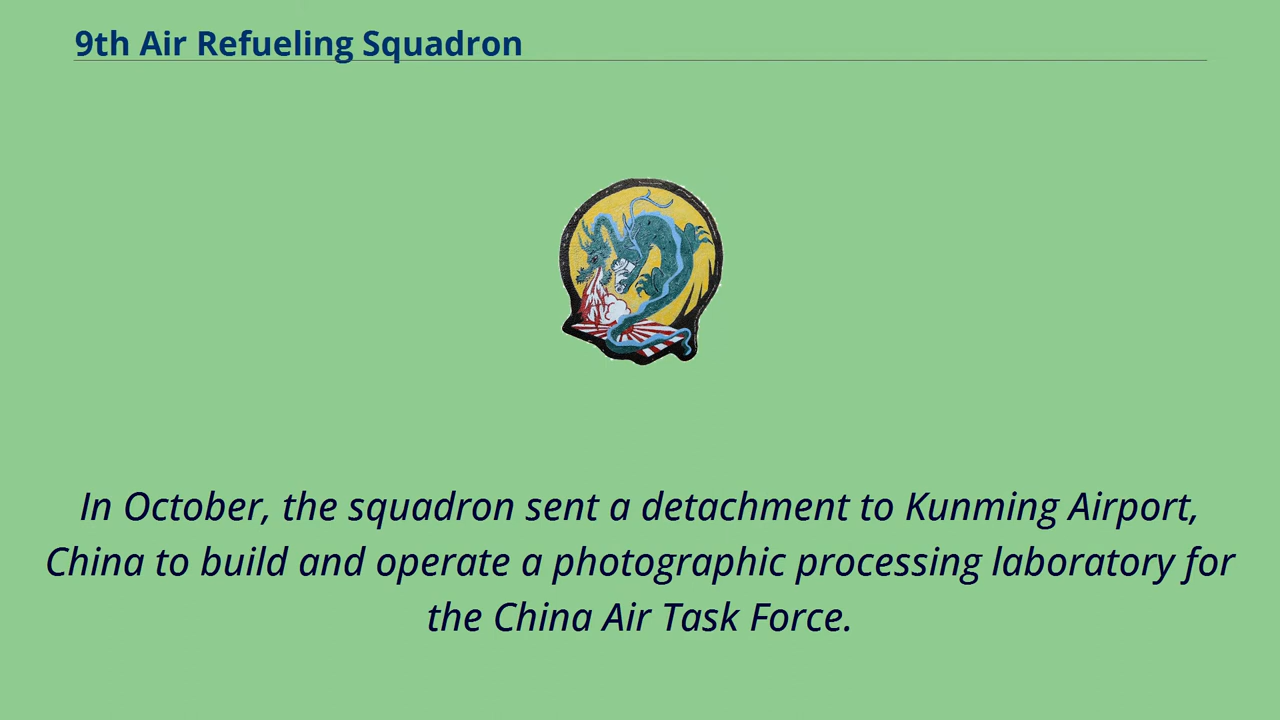 9th Air Refueling Squadron
In October, the squadron sent a detachment to Kunming Airport,
China to build and operate a photographic processing laboratory for
the China Air Task Force.